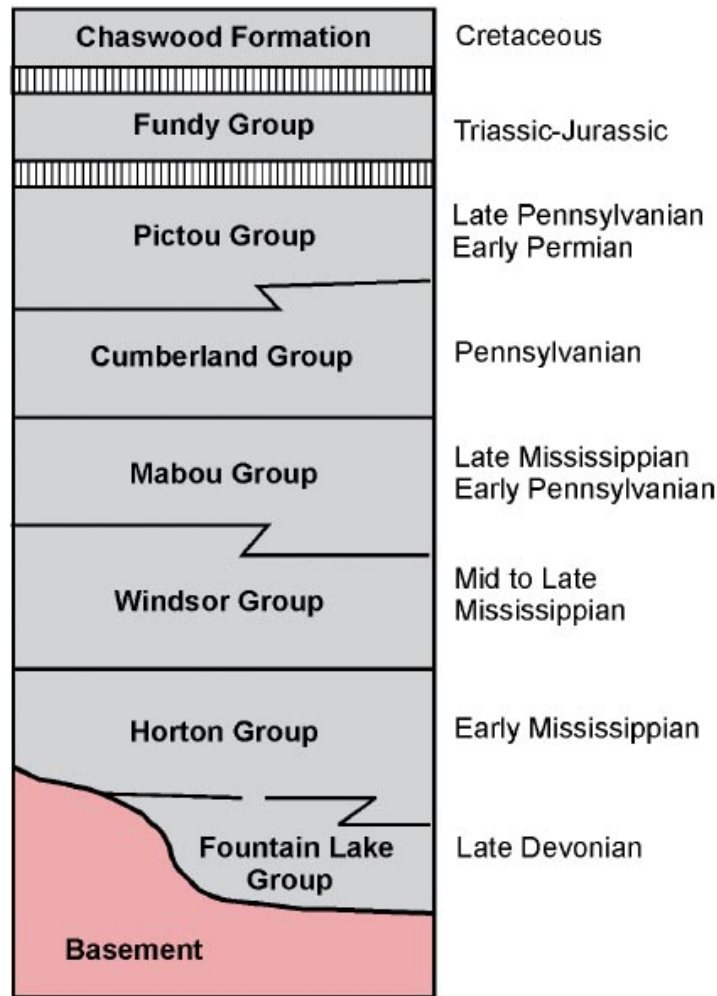 Chaswood Formation
Cretaceous
Fundy Group
Triassic-Jurassic
Pictou Group
Late Pennsylvanian
Early Permian
Cumberland Group
Pennsylvanian
Mabou Group
Late Mississippian
Early Pennsylvanian
Windsor Group
Mid to Late
Mississippian
Horton Group
Early Mississippian
Fountain Lake
Group
Late Devonian
Basement